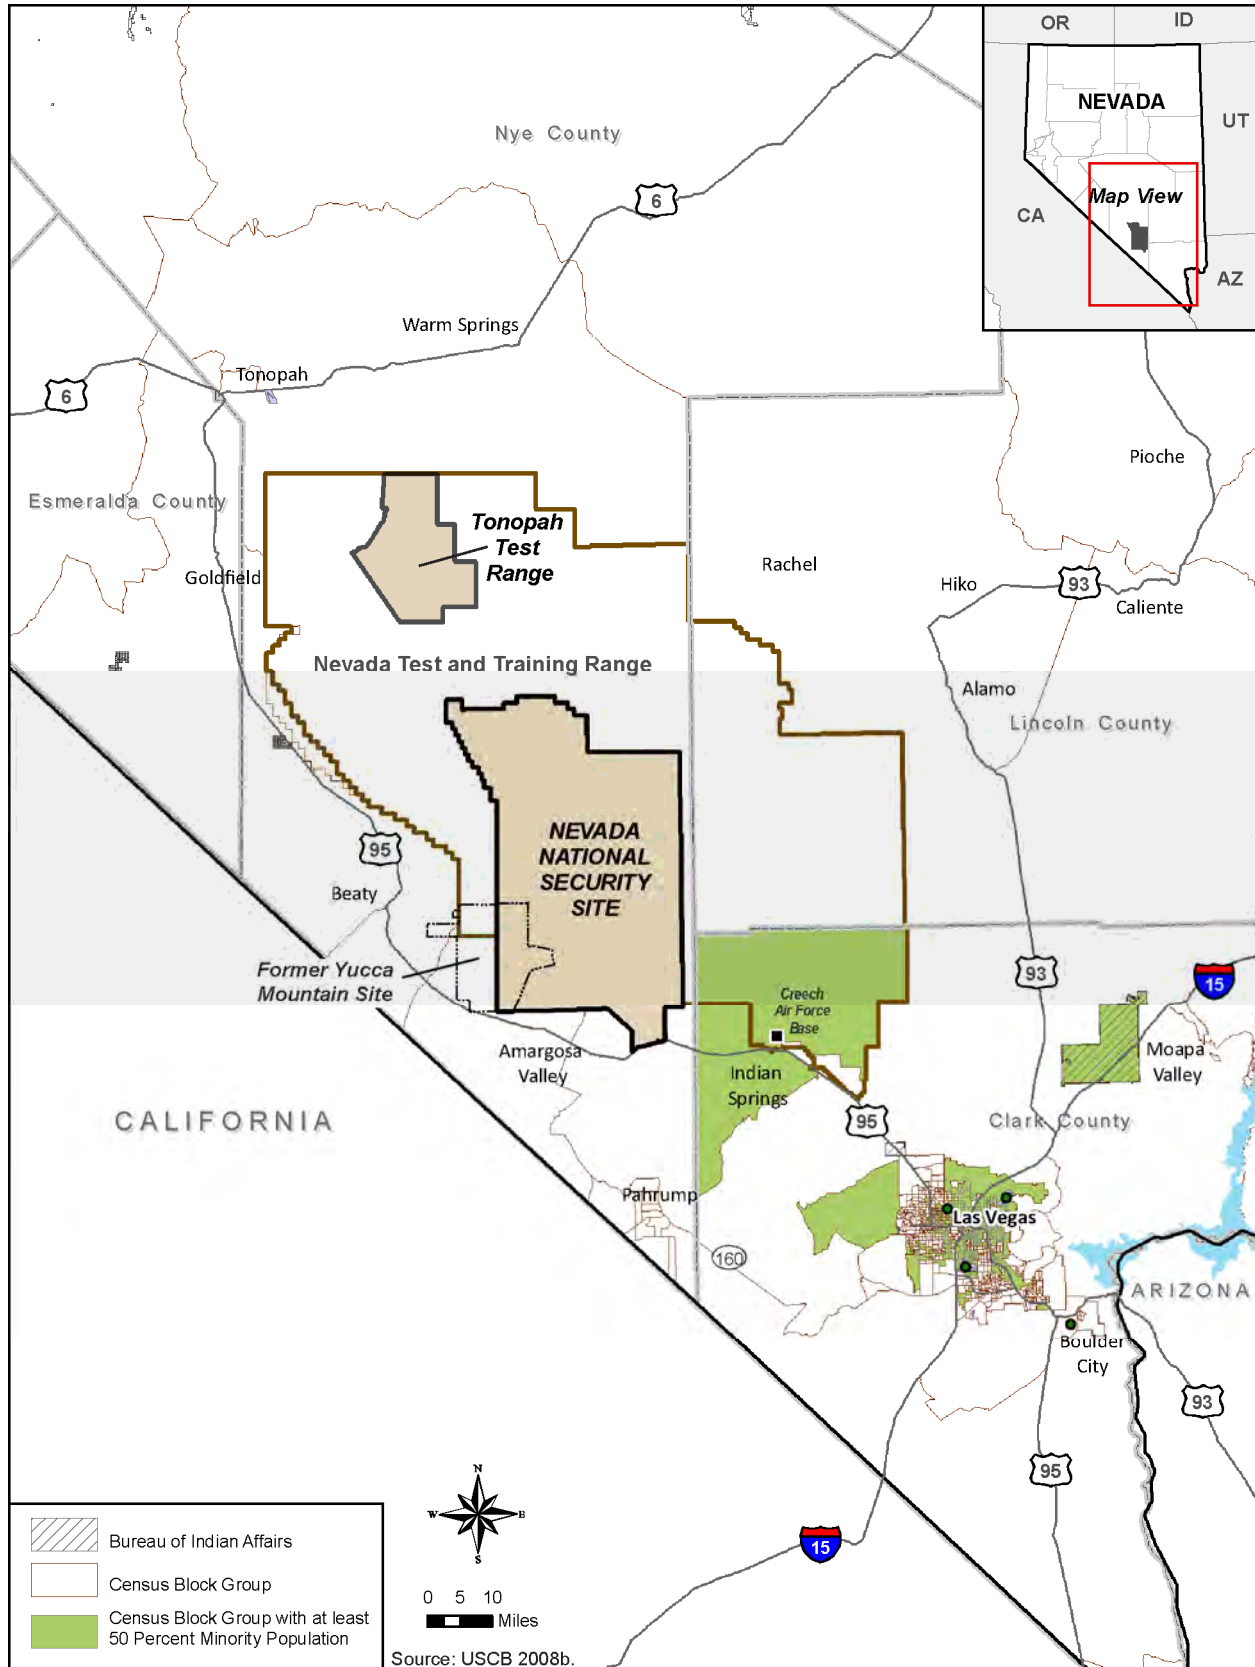 OR
ID
NEVADA
UT
Map View
CA
AZ
Nye County
6
Warm Springs
Tonopah
6
Pioche
Esmeralda County
Tonopah
Test
Range
Rachel
Goldfield
Hiko
93
Caliente
Nevada Test and Training Range
Alamo
Lincoln County
NEVADA
NATIONAL
SECURITY
SITE
95
Beaty
Former Yucca
Mountain Site
93
15
Creech
Air Force
Base
Amargosa
Valley
Moapa
Valley
Indian
Springs
CALIFORNIA
95
Clark County
Pahrump
Las Vegas
160
ARIZONA
Boulder
City
93
95
N
W
E
S
15
Bureau of Indian Affairs
Census Block Group
Census Block Group with at least
50 Percent Minority Population
0 5 10
Miles
Source: USCB 2008b.